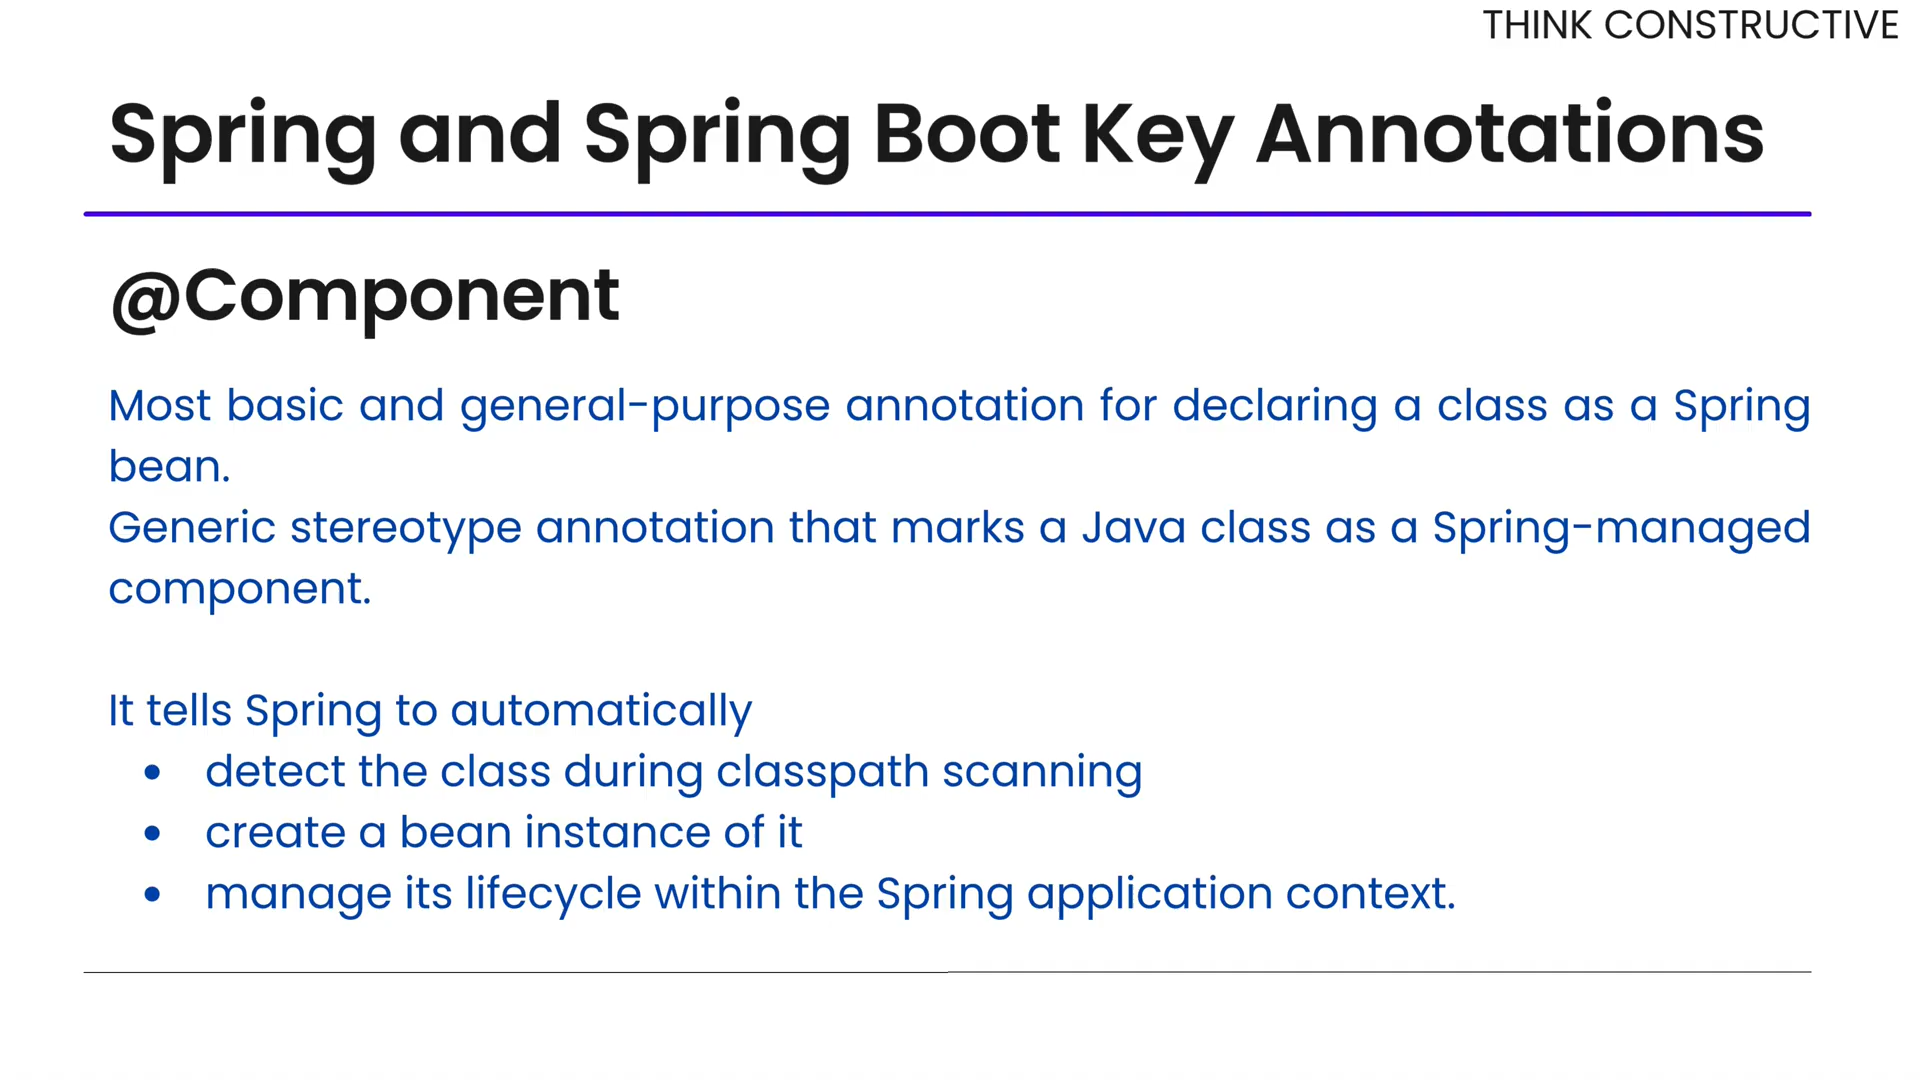 THINK CONSTRUCTIVE
Spring and Spring Boot Key Annotations
@Component
Most basic and general-purpose annotation for declaring a class as a Spring
bean.
Generic stereotype annotation that marks a Java class as a Spring-managed
component.
It tells Spring to automatically
• detect the class during classpath scanning
• create a bean instance of it
• manage its lifecycle within the Spring application context.